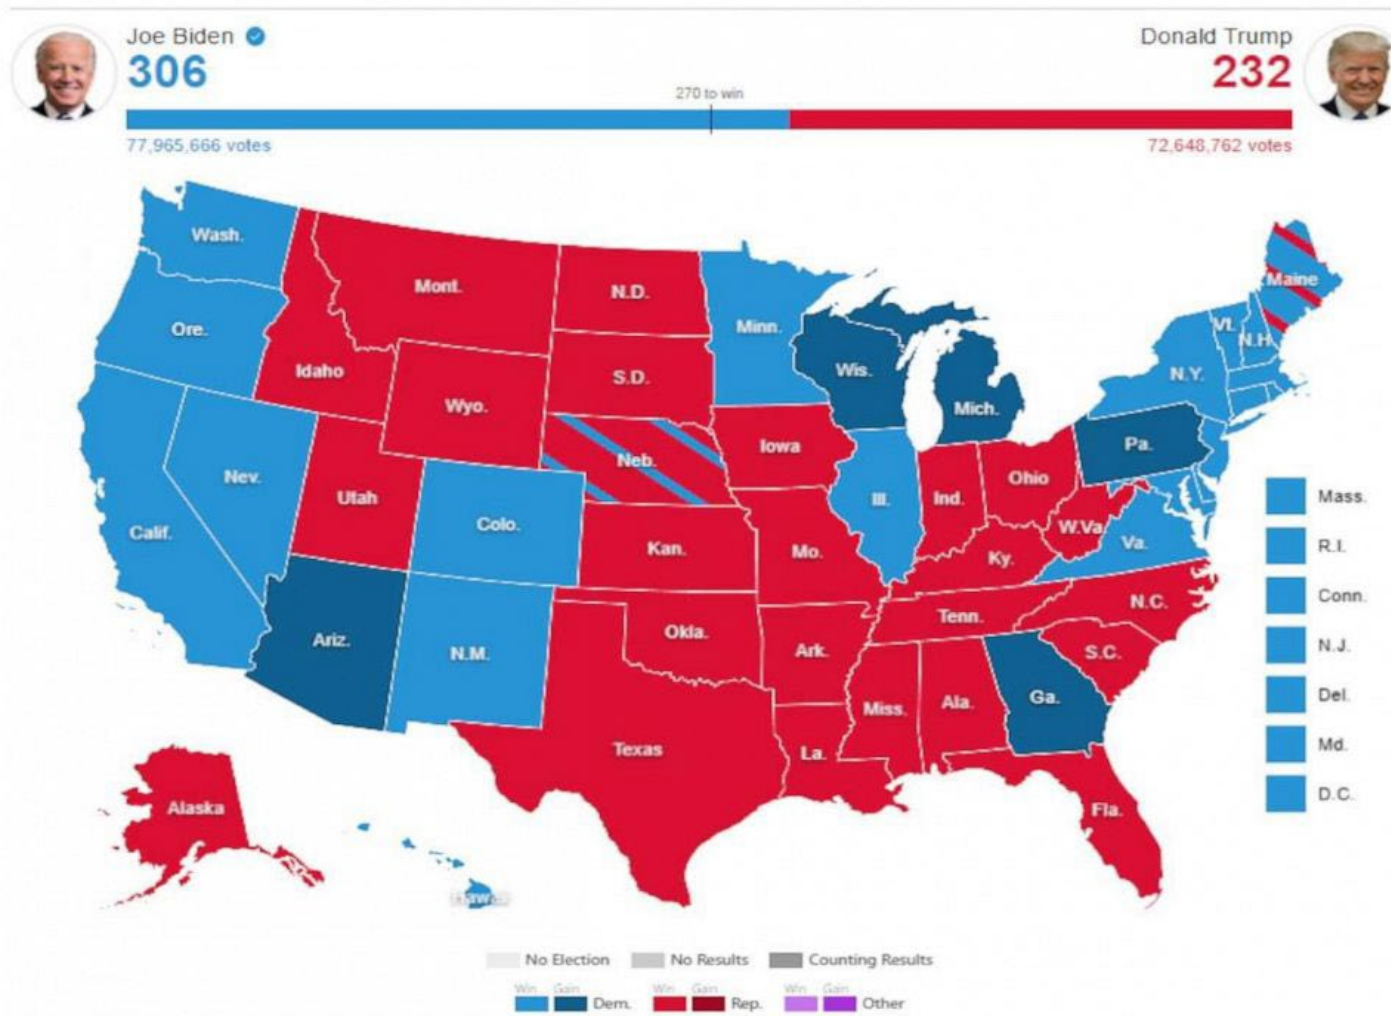 Joe Biden
306
Donald Trump
232
270 to win
77,965,666 votes
72,648,762 votes
Wash.
Mont.
N.D.
Minn.
Maine
Ore.
Idaho
Wyo.
S.D.
Wis.
Mich.
Vt.
N.H.
N.Y.
Nev.
Utah
Colo.
Neb.
Iowa
Ill.
Ind.
Ohio
Pa.
Calif.
Kan.
Mo.
Ky.
W.Va.
Va.
Ariz.
N.M.
Okla.
Ark.
Tenn.
N.C.
S.C.
Texas
La.
Miss.
Ala.
Ga.
Fla.
Alaska
Mass.
R.I.
Conn.
N.J.
Del.
Md.
D.C.
No Election No Results Counting Results
Win Gain Dem. Win Gain Rep. Win Gain Other